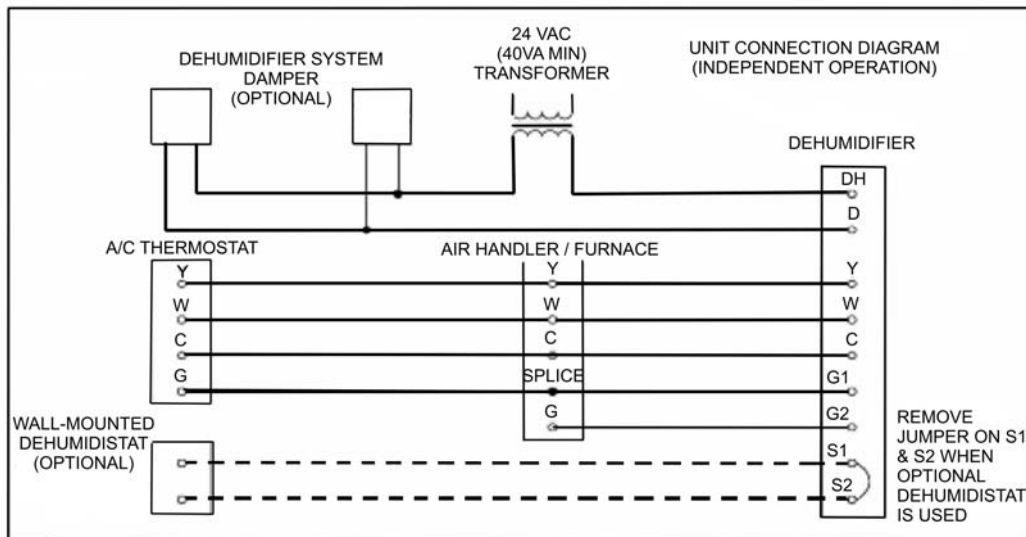 24 VAC
(40VA MIN)
TRANSFORMER
UNIT CONNECTION DIAGRAM
(INDEPENDENT OPERATION)
DEHUMIDIFIER SYSTEM
DAMPER
(OPTIONAL)
DEHUMIDIFIER
DH
D
A/C THERMOSTAT
AIR HANDLER / FURNACE
Y
Y
Y
W
W
W
C
C
C
G
SPLICE
G1
G
G2
WALL-MOUNTED
DEHUMIDISTAT
(OPTIONAL)
S1
S2
REMOVE
JUMPER ON S1
& S2 WHEN
OPTIONAL
DEHUMIDISTAT
IS USED